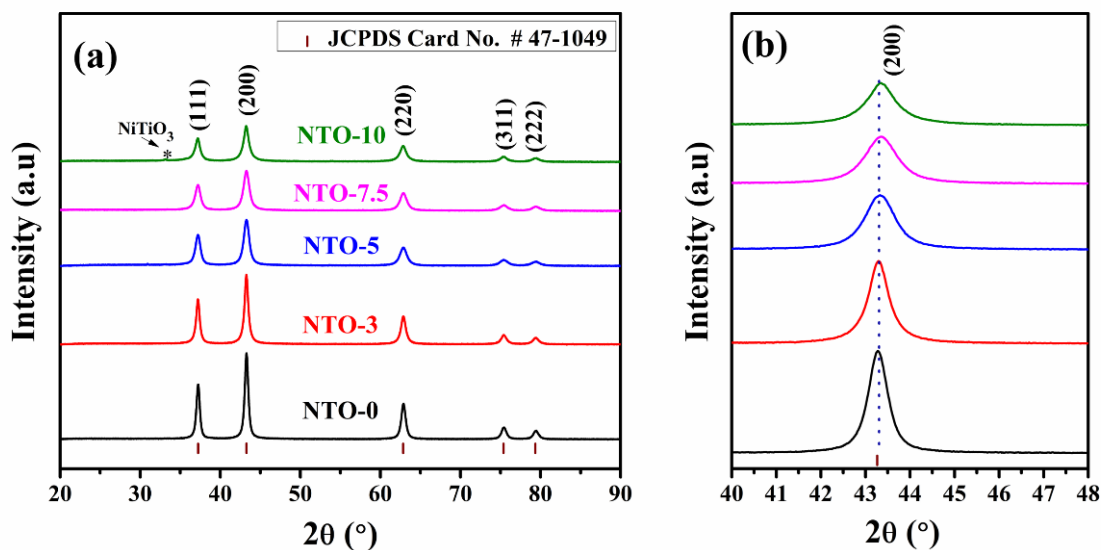 (a)
JCPDS Card No. # 47-1049
(111)
(200)
(220)
(311)
(222)
NiTiO3
*
NTO-10
NTO-7.5
NTO-5
NTO-3
NTO-0
Intensity (a.u)
20 30 40 50 60 70 80 90
2θ (°)
(b)
(200)
Intensity (a.u)
40 41 42 43 44 45 46 47 48
2θ (°)